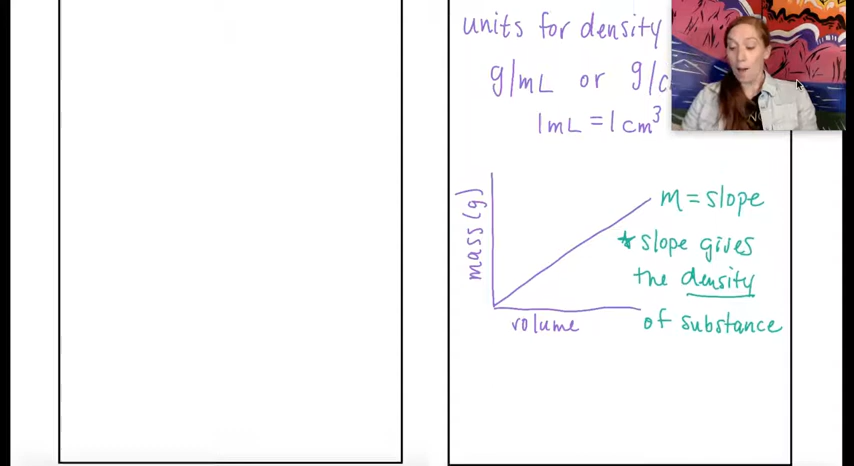 units for density
g/mL or g/c
1mL = 1cm³
mass (g)
m = slope
★ slope gives
the density
of substance
volume